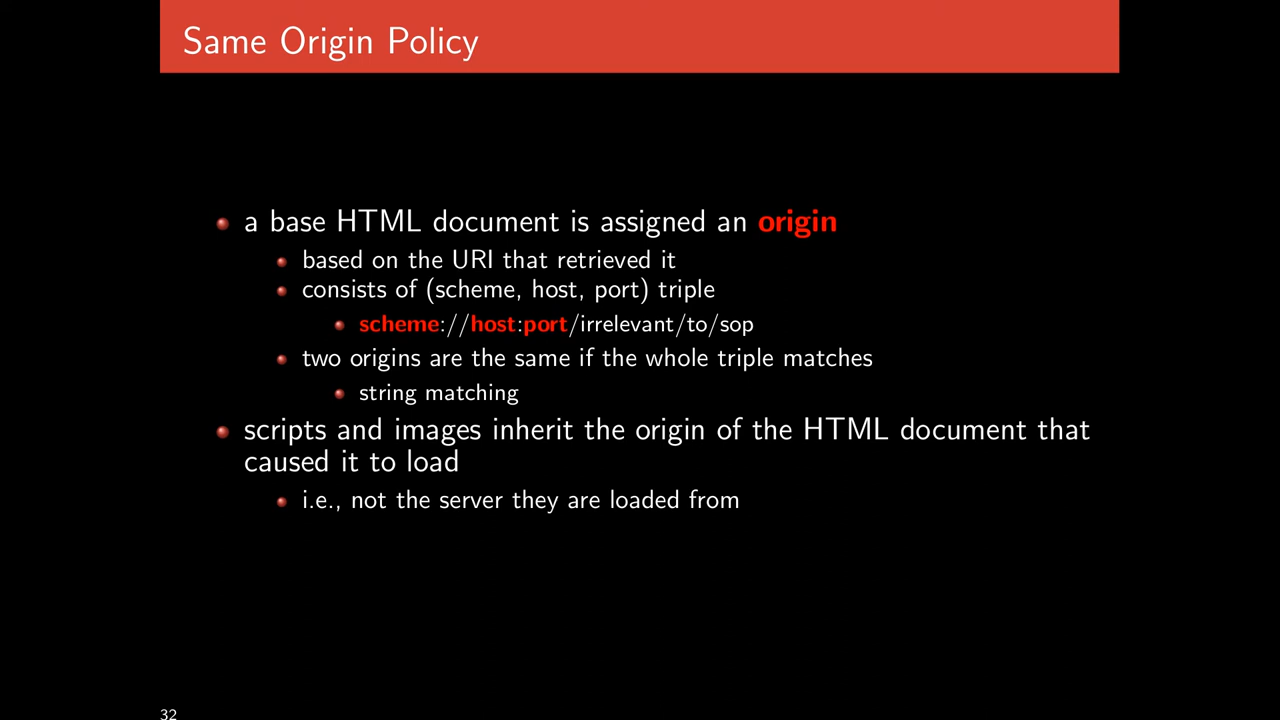 Same Origin Policy
a base HTML document is assigned an origin
based on the URI that retrieved it
consists of (scheme, host, port) triple
scheme://host:port/irrelevant/to/sop
two origins are the same if the whole triple matches
string matching
scripts and images inherit the origin of the HTML document that
caused it to load
i.e., not the server they are loaded from
32